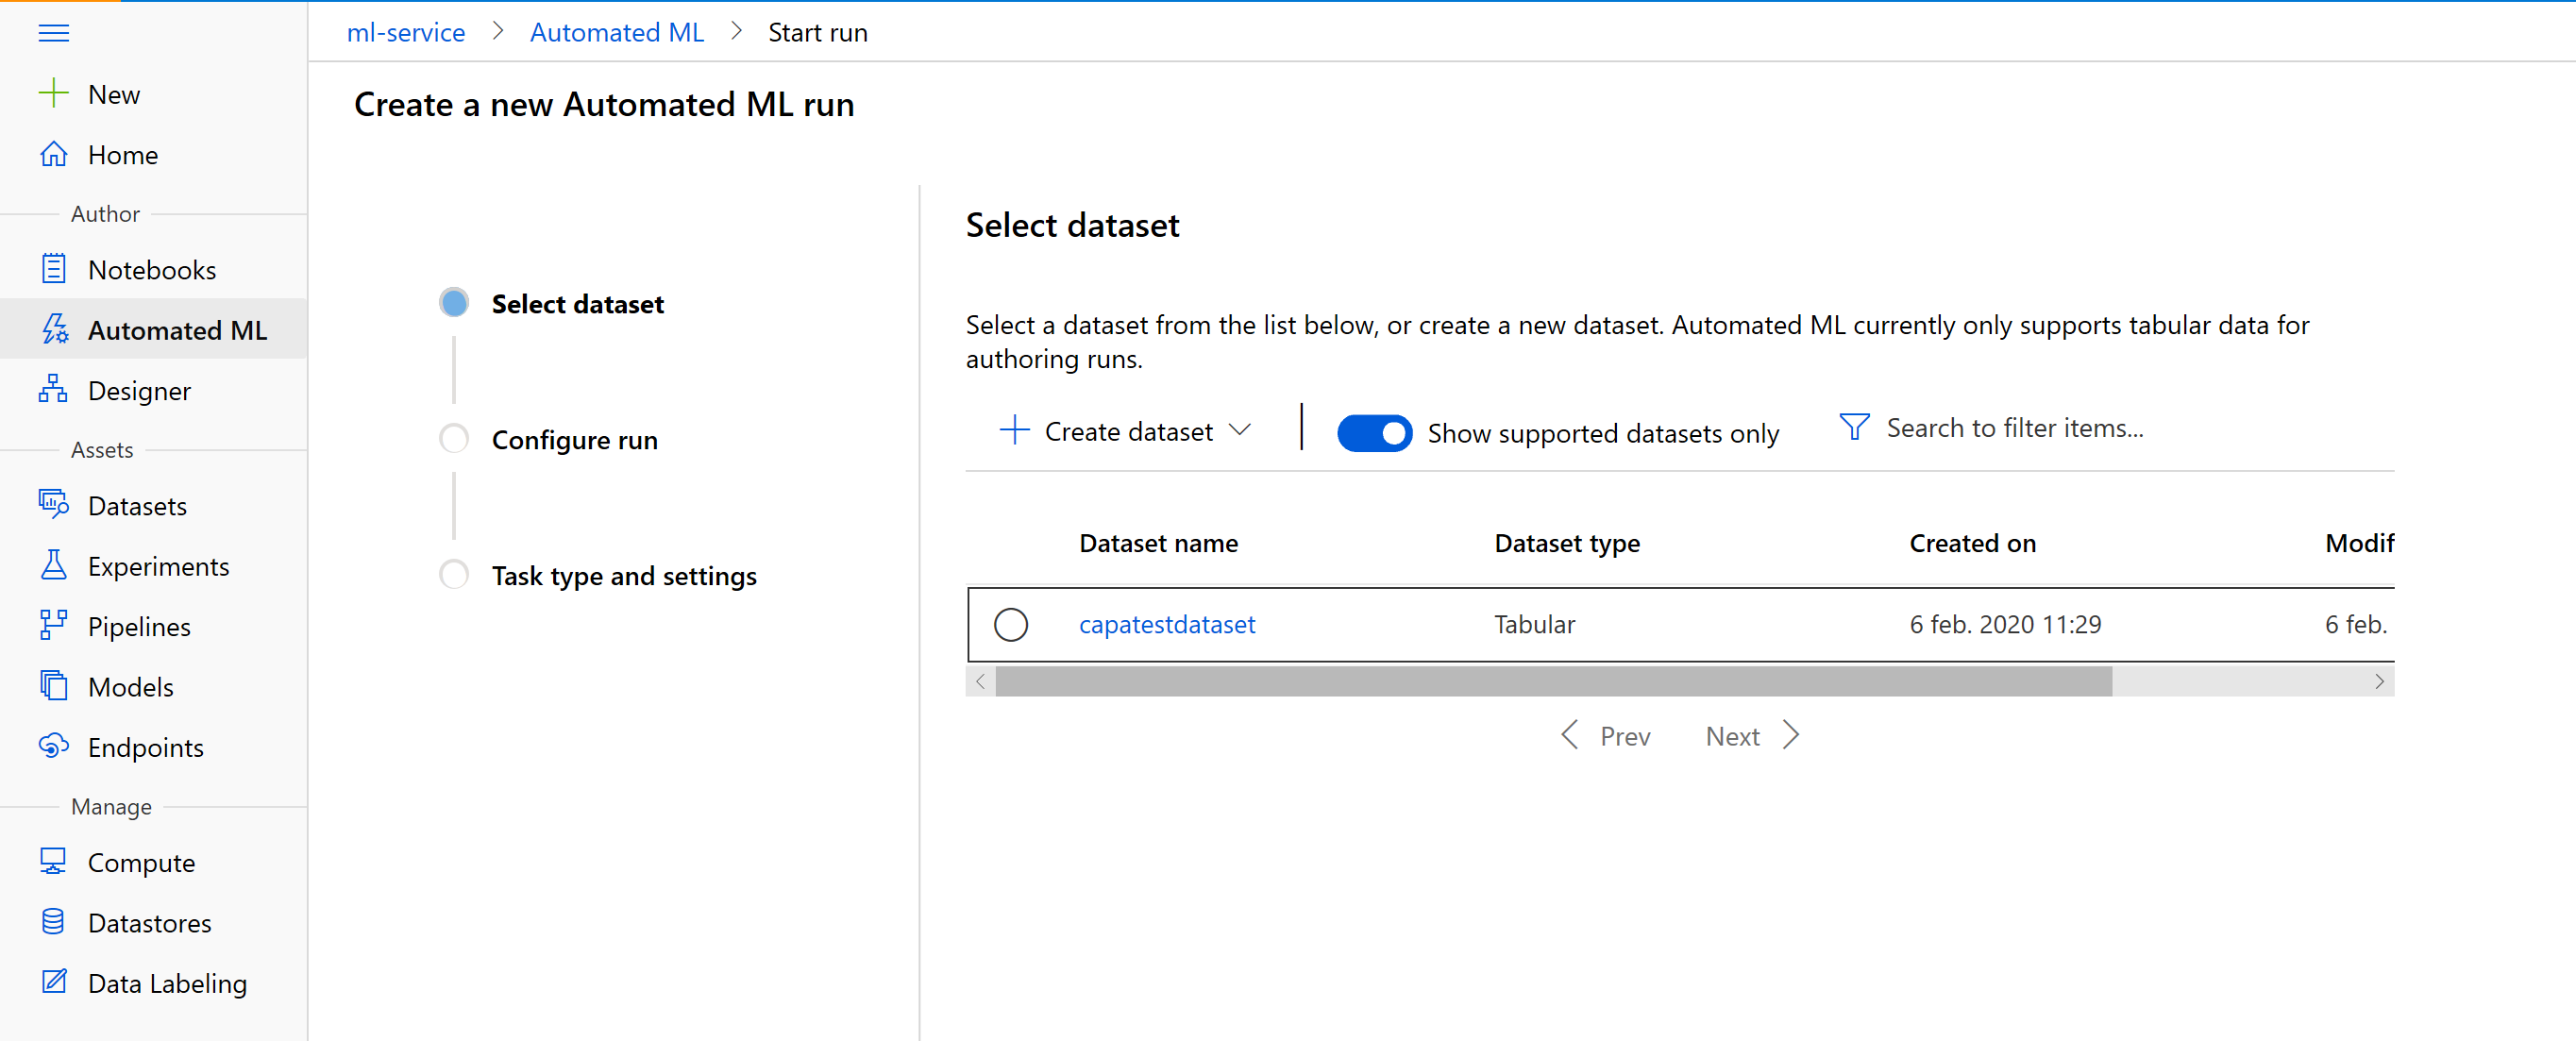 ml-service > Automated ML > Start run
New
Home
Author
Notebooks
Automated ML
Designer
Assets
Datasets
Experiments
Pipelines
Models
Endpoints
Manage
Compute
Datastores
Data Labeling
Create a new Automated ML run
Select dataset
Configure run
Task type and settings
Select dataset
Select a dataset from the list below, or create a new dataset. Automated ML currently only supports tabular data for
authoring runs.
Create dataset Show supported datasets only Search to filter items...
Dataset name Dataset type Created on Modif
capatestdataset Tabular 6 feb. 2020 11:29 6 feb.
Prev Next